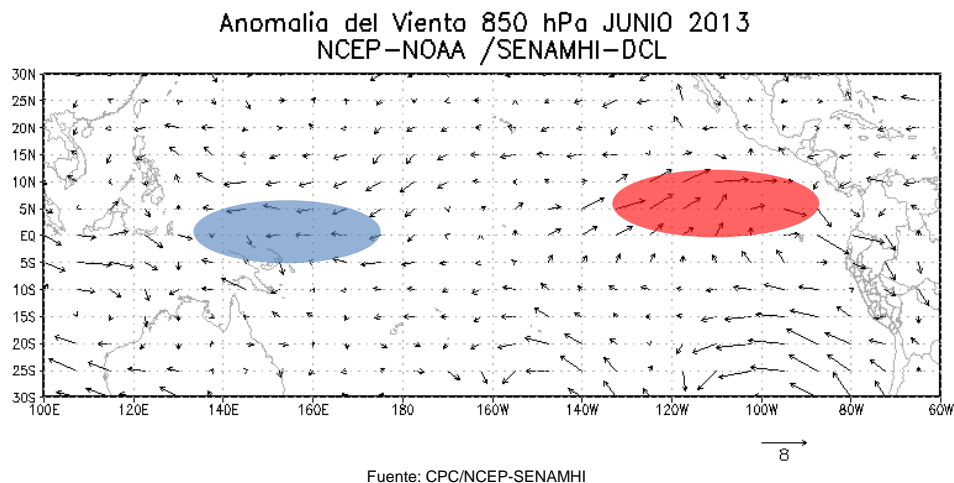 Anomalia del Viento 850 hPa JUNIO 2013
NCEP-NOAA /SENAMHI-DCL
30N
25N
20N
15N
10N
5N
EQ
5S
10S
15S
20S
25S
30S
100E 120E 140E 160E 180 160W 140W 120W 100W 80W 60W
8
Fuente: CPC/NCEP-SENAMHI